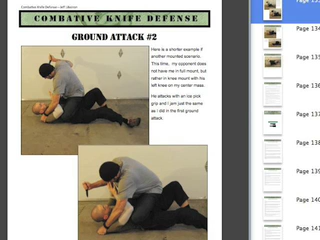 Combative Knife Defense – Jeff
COMBATIVE KNIFE DEFENSE
GROUND ATTACK #2
Here is a shorter example if
another mounted scenario.
This time, my opponent does
not have me in full mount, but
rather in knee mount with his
left knee on my center mass.
He attacks with an ice pick
grip and I jam just the same
as I did in the first ground
attack.
Page 134
Page 135
Page 136
Page 137
Page 138
Page 139
Page 140
Page 141